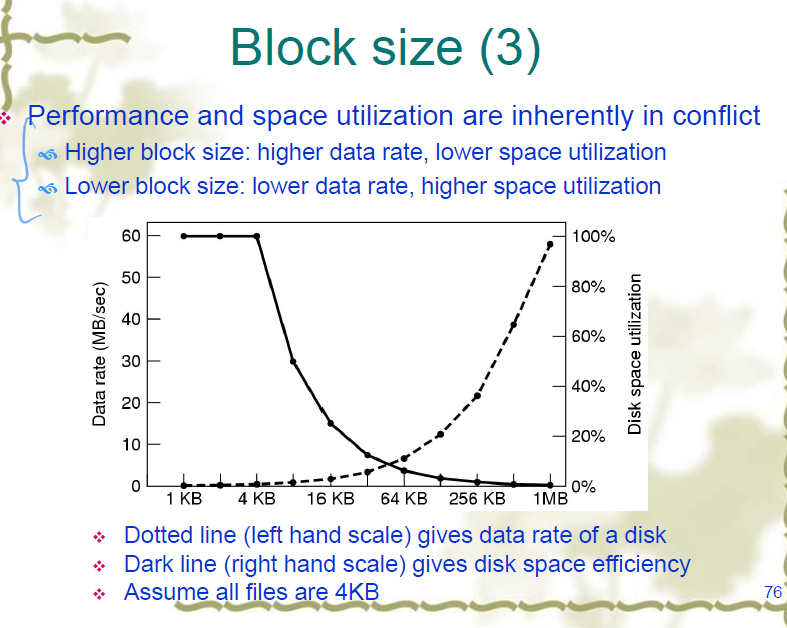 Block size (3)
Performance and space utilization are inherently in conflict
Higher block size: higher data rate, lower space utilization
Lower block size: lower data rate, higher space utilization
60
50
40
30
20
10
0
Data rate (MB/sec)
100%
80%
60%
40%
20%
0%
Disk space utilization
1 KB 4 KB 16 KB 64 KB 256 KB 1MB
Dotted line (left hand scale) gives data rate of a disk
Dark line (right hand scale) gives disk space efficiency
Assume all files are 4KB
76